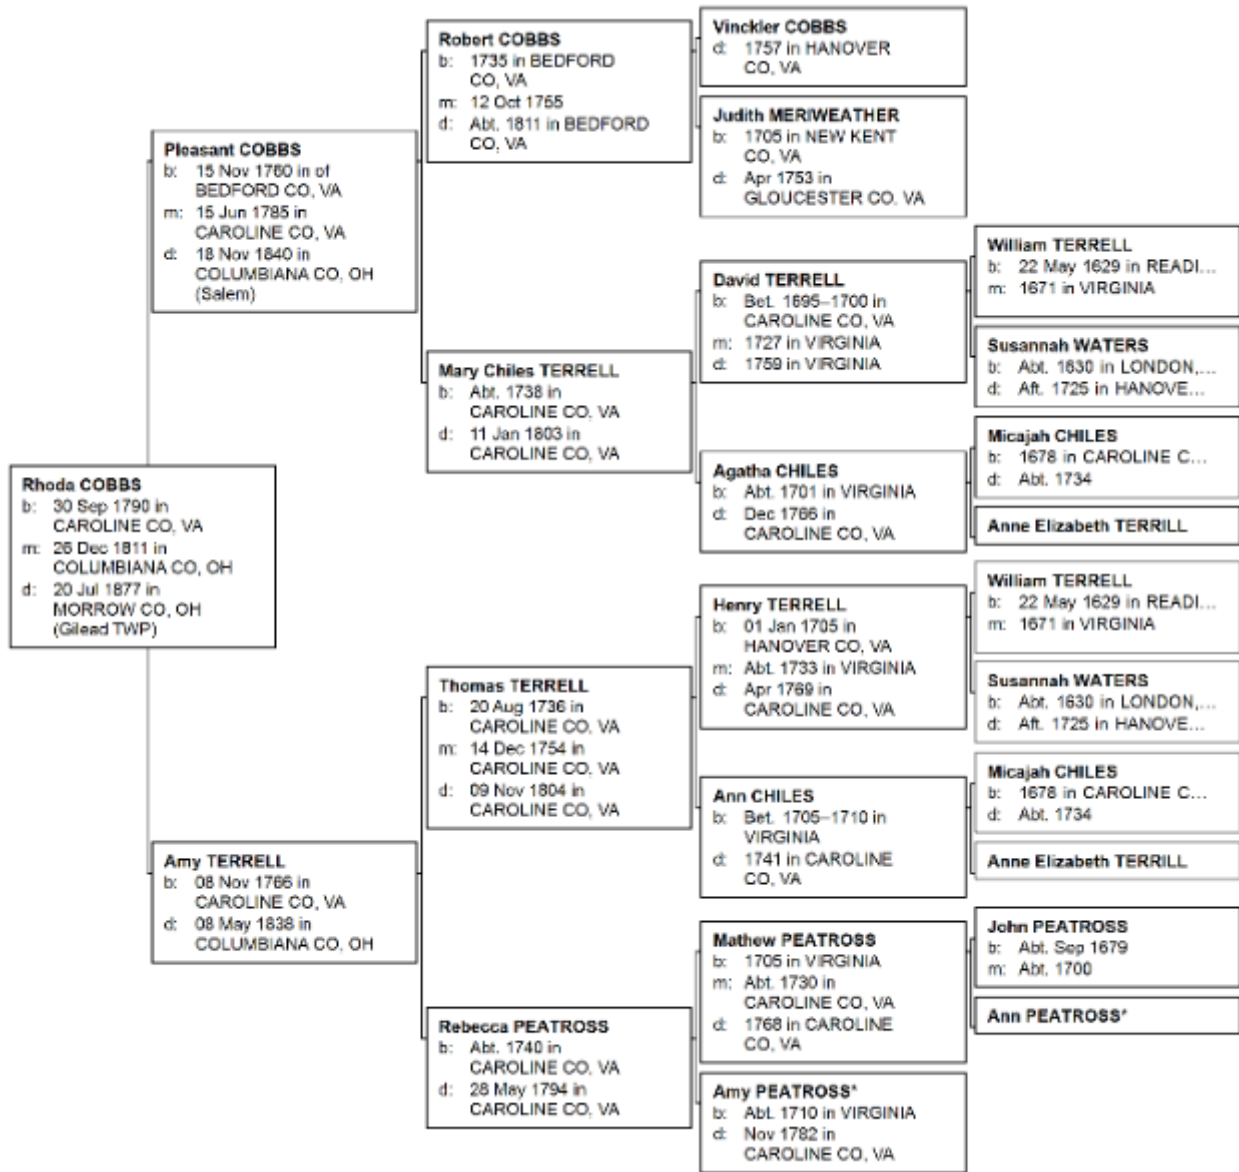 Robert COBBS
b: 1735 in BEDFORD
CO, VA
m: 12 Oct 1755
d: Abt. 1811 in BEDFORD
CO, VA
Vinckler COBBS
d: 1757 in HANOVER
CO, VA
Judith MERIWEATHER
b: 1705 in NEW KENT
CO, VA
d: Apr 1753 in
GLOUCESTER CO, VA
Pleasant COBBS
b: 15 Nov 1760 in of
BEDFORD CO, VA
m: 15 Jun 1785 in
CAROLINE CO, VA
d: 18 Nov 1840 in
COLUMBIANA CO, OH
(Salem)
William TERRELL
b: 22 May 1629 in READI...
m: 1671 in VIRGINIA
David TERRELL
b: Bet. 1695–1700 in
CAROLINE CO, VA
m: 1727 in VIRGINIA
d: 1759 in VIRGINIA
Susannah WATERS
b: Abt. 1630 in LONDON,...
d: Aft. 1725 in HANOVE...
Mary Chiles TERRELL
b: Abt. 1738 in
CAROLINE CO, VA
d: 11 Jan 1803 in
CAROLINE CO, VA
Micajah CHILES
b: 1678 in CAROLINE C...
d: Abt. 1734
Agatha CHILES
b: Abt. 1701 in VIRGINIA
d: Dec 1766 in
CAROLINE CO, VA
Anne Elizabeth TERRILL
Rhoda COBBS
b: 30 Sep 1790 in
CAROLINE CO, VA
m: 26 Dec 1811 in
COLUMBIANA CO, OH
d: 20 Jul 1877 in
MORROW CO, OH
(Gilead TWP)
William TERRELL
b: 22 May 1629 in READI...
m: 1671 in VIRGINIA
Henry TERRELL
b: 01 Jan 1705 in
HANOVER CO, VA
m: Abt. 1733 in VIRGINIA
d: Apr 1769 in
CAROLINE CO, VA
Susannah WATERS
b: Abt. 1630 in LONDON,...
d: Aft. 1725 in HANOVE...
Thomas TERRELL
b: 20 Aug 1736 in
CAROLINE CO, VA
m: 14 Dec 1754 in
CAROLINE CO, VA
d: 09 Nov 1804 in
CAROLINE CO, VA
Micajah CHILES
b: 1678 in CAROLINE C...
d: Abt. 1734
Ann CHILES
b: Bet. 1705–1710 in
VIRGINIA
d: 1741 in CAROLINE
CO, VA
Anne Elizabeth TERRILL
Amy TERRELL
b: 08 Nov 1766 in
CAROLINE CO, VA
d: 08 May 1838 in
COLUMBIANA CO, OH
Mathew PEATROSS
b: 1705 in VIRGINIA
m: Abt. 1730 in
CAROLINE CO, VA
d: 1768 in CAROLINE
CO, VA
John PEATROSS
b: Abt. Sep 1679
m: Abt. 1700
Ann PEATROSS*
Rebecca PEATROSS
b: Abt. 1740 in
CAROLINE CO, VA
d: 28 May 1794 in
CAROLINE CO, VA
Amy PEATROSS*
b: Abt. 1710 in VIRGINIA
d: Nov 1782 in
CAROLINE CO, VA